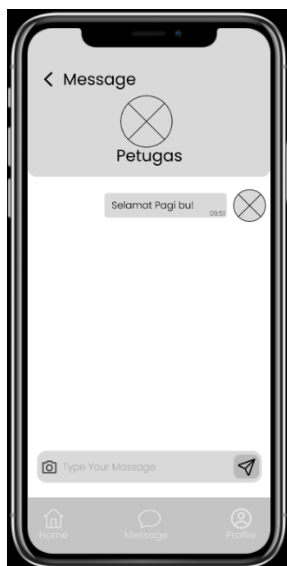 Message
Petugas
Selamat Pagi bu!
09.51
Type Your Massage
Home Message Profile